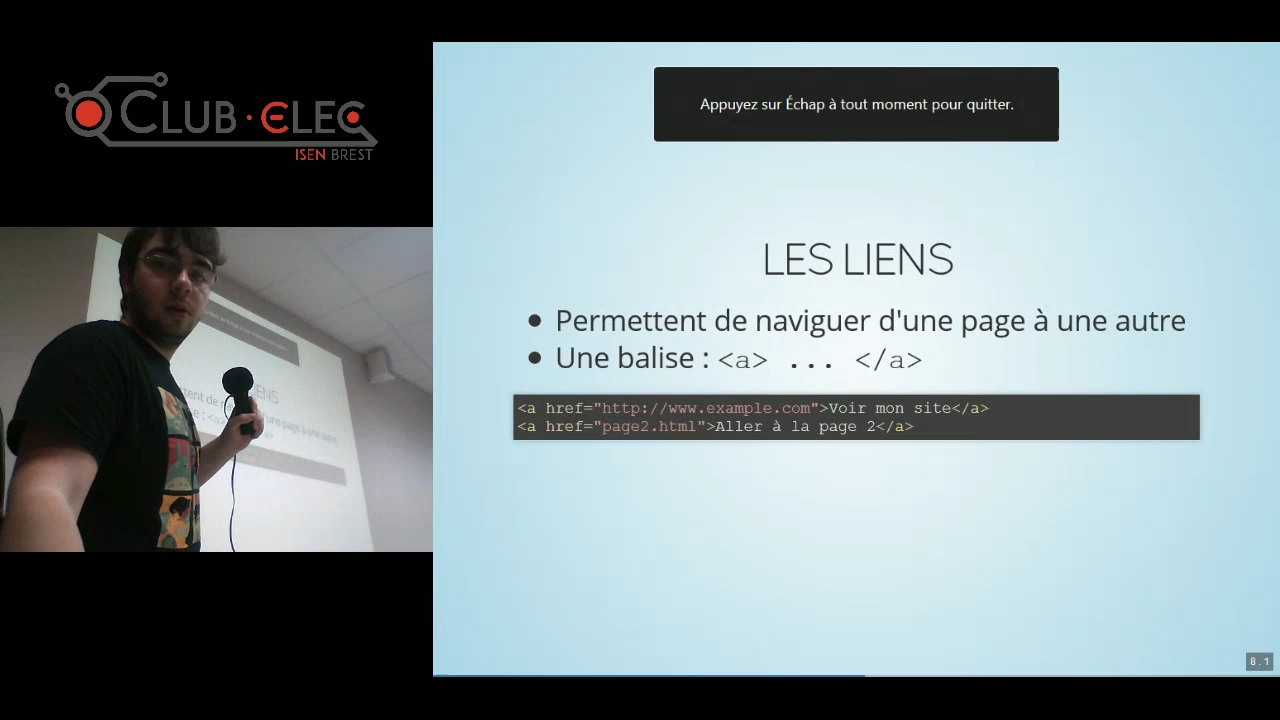 CLUB · ELEC
ISEN BREST
Appuyez sur Échap à tout moment pour quitter.
LES LIENS
Permettent de naviguer d'une page à une autre
Une balise : <a> ... </a>
<a href="http://www.example.com">Voir mon site</a>
<a href="page2.html">Aller à la page 2</a>
8.1